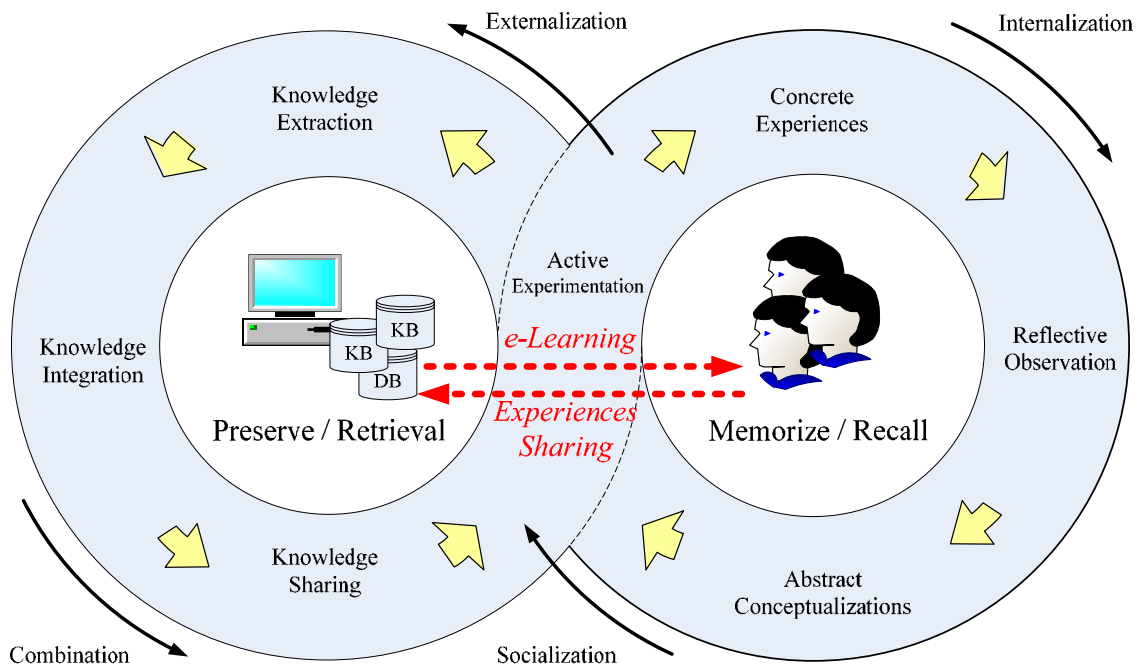 Externalization
Internalization
Knowledge
Extraction
Concrete
Experiences
Active
Experimentation
KB
KB
DB
e-Learning
Knowledge
Integration
Reflective
Observation
Experiences
Sharing
Preserve / Retrieval
Memorize / Recall
Knowledge
Sharing
Abstract
Conceptualizations
Combination
Socialization